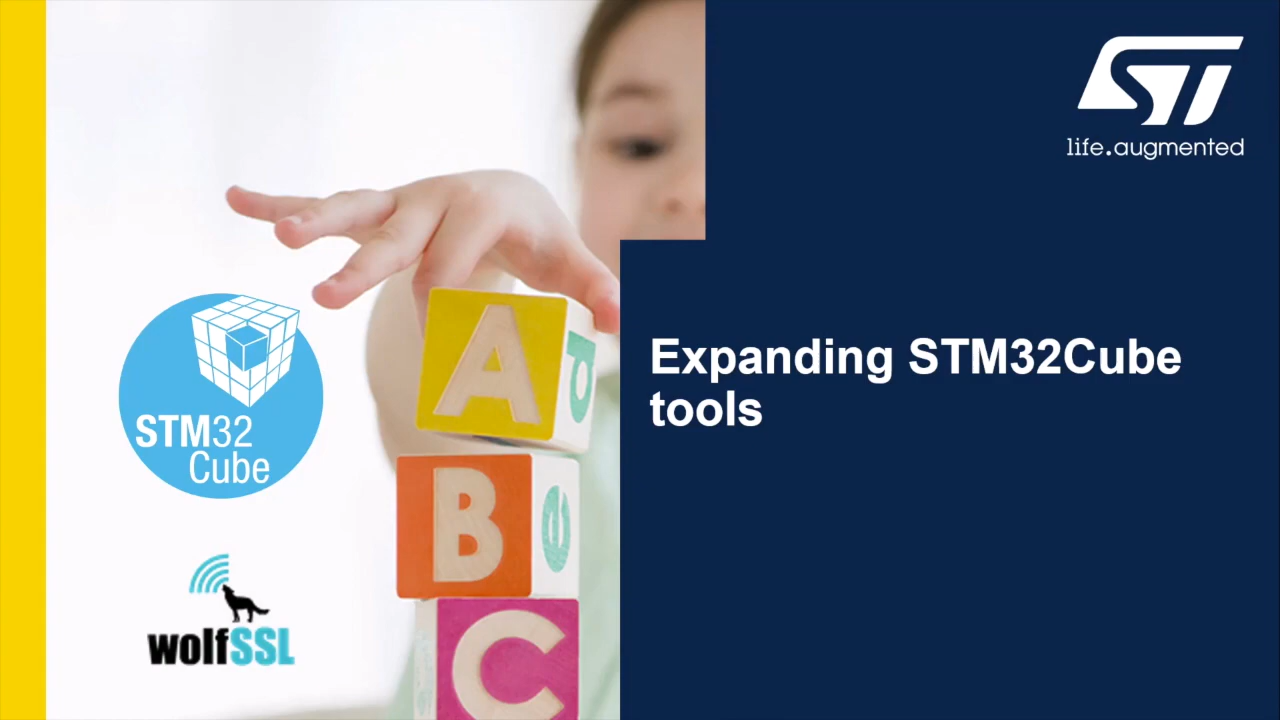 life.augmented
Expanding STM32Cube
tools
STM32
Cube
wolfSSL
A
B
C